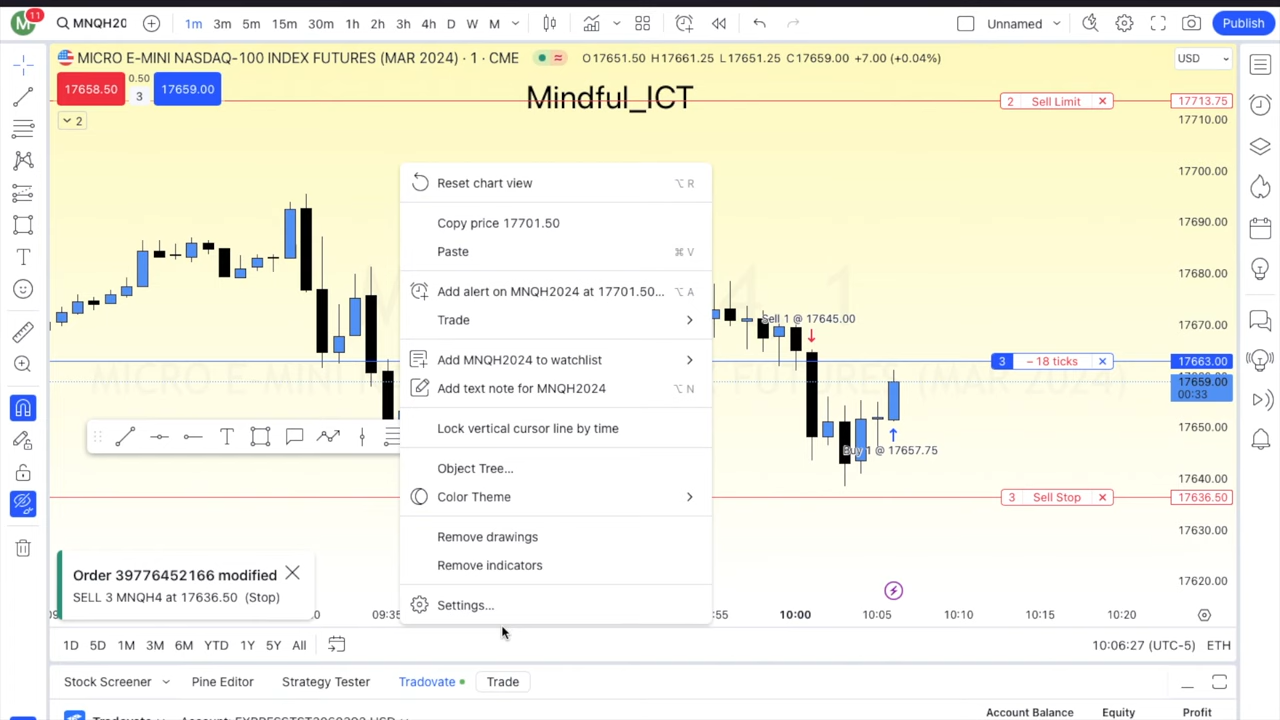 M
11
MNQH20
1m 3m 5m 15m 30m 1h 2h 3h 4h D W M
Unnamed
Publish
MICRO E-MINI NASDAQ-100 INDEX FUTURES (MAR 2024) · 1 · CME
O17651.50 H17661.25 L17651.25 C17659.00 +7.00 (+0.04%)
USD
17658.50
0.50
3
17659.00
2
Mindful_ICT
2 Sell Limit
17713.75
17710.00
17700.00
17690.00
17680.00
17670.00
17663.00
17659.00
00:33
17650.00
17640.00
17636.50
17630.00
17620.00
Reset chart view ⌥ R
Copy price 17701.50
Paste ⌘ V
Add alert on MNQH2024 at 17701.50... ⌥ A
Trade
Add MNQH2024 to watchlist
Add text note for MNQH2024 ⌥ N
Lock vertical cursor line by time
Object Tree...
Color Theme
Remove drawings
Remove indicators
Settings...
Sell 1 @ 17645.00
3 − 18 ticks
Buy 1 @ 17657.75
3 Sell Stop
Order 39776452166 modified
SELL 3 MNQH4 at 17636.50 (Stop)
09:35
10:00 10:05 10:10 10:15 10:20
1D 5D 1M 3M 6M YTD 1Y 5Y All
10:06:27 (UTC-5) ETH
Stock Screener Pine Editor Strategy Tester Tradovate Trade
Account Balance Equity Profit